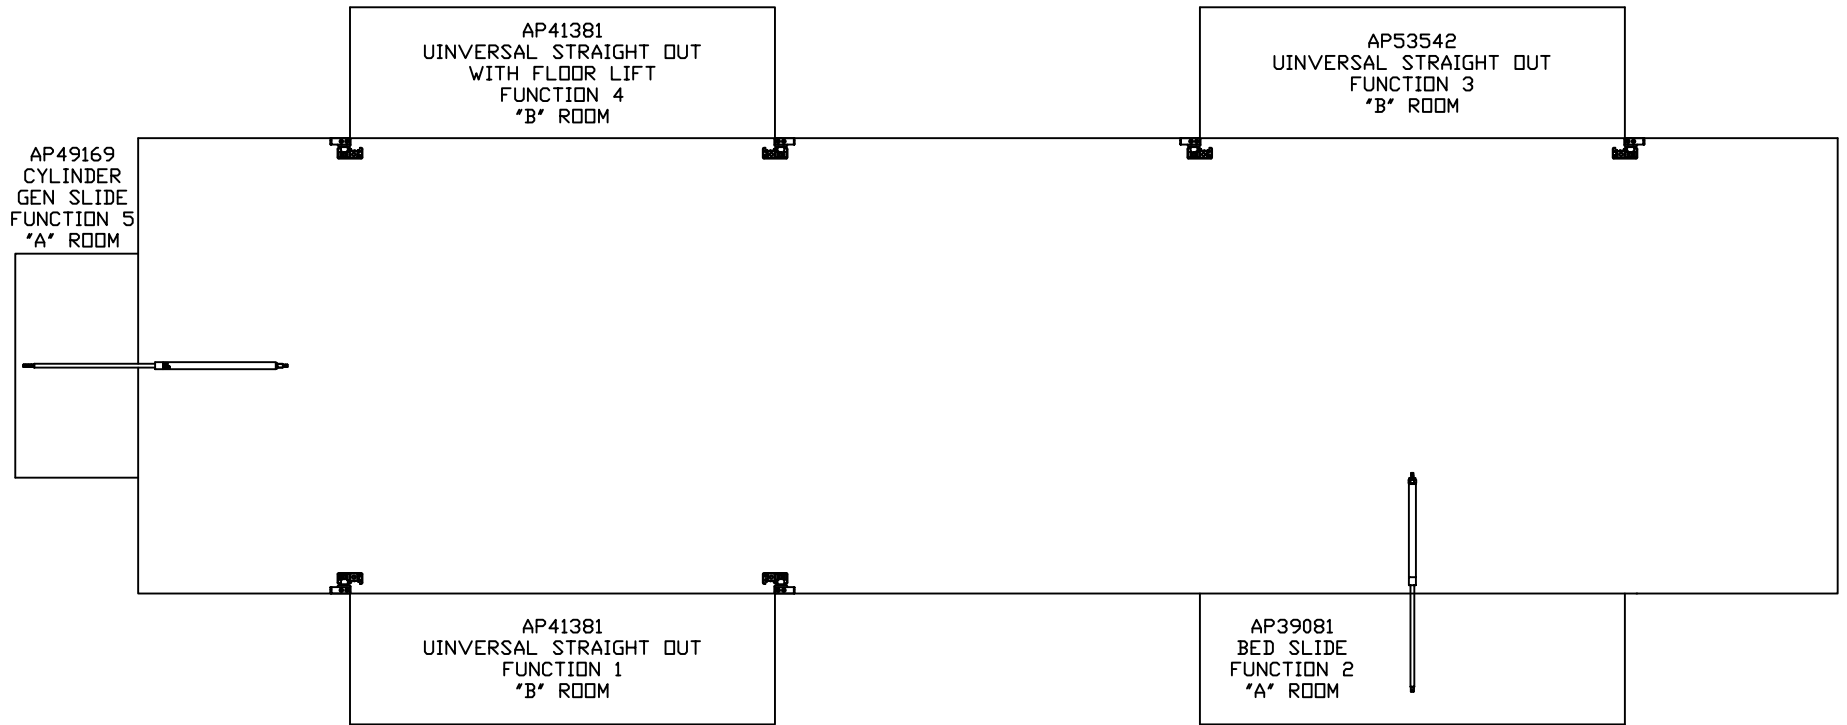 AP41381
UINVERSAL STRAIGHT OUT
WITH FLOOR LIFT
FUNCTION 4
"B" ROOM
AP53542
UINVERSAL STRAIGHT OUT
FUNCTION 3
"B" ROOM
AP49169
CYLINDER
GEN SLIDE
FUNCTION 5
"A" ROOM
AP41381
UINVERSAL STRAIGHT OUT
FUNCTION 1
"B" ROOM
AP39081
BED SLIDE
FUNCTION 2
"A" ROOM